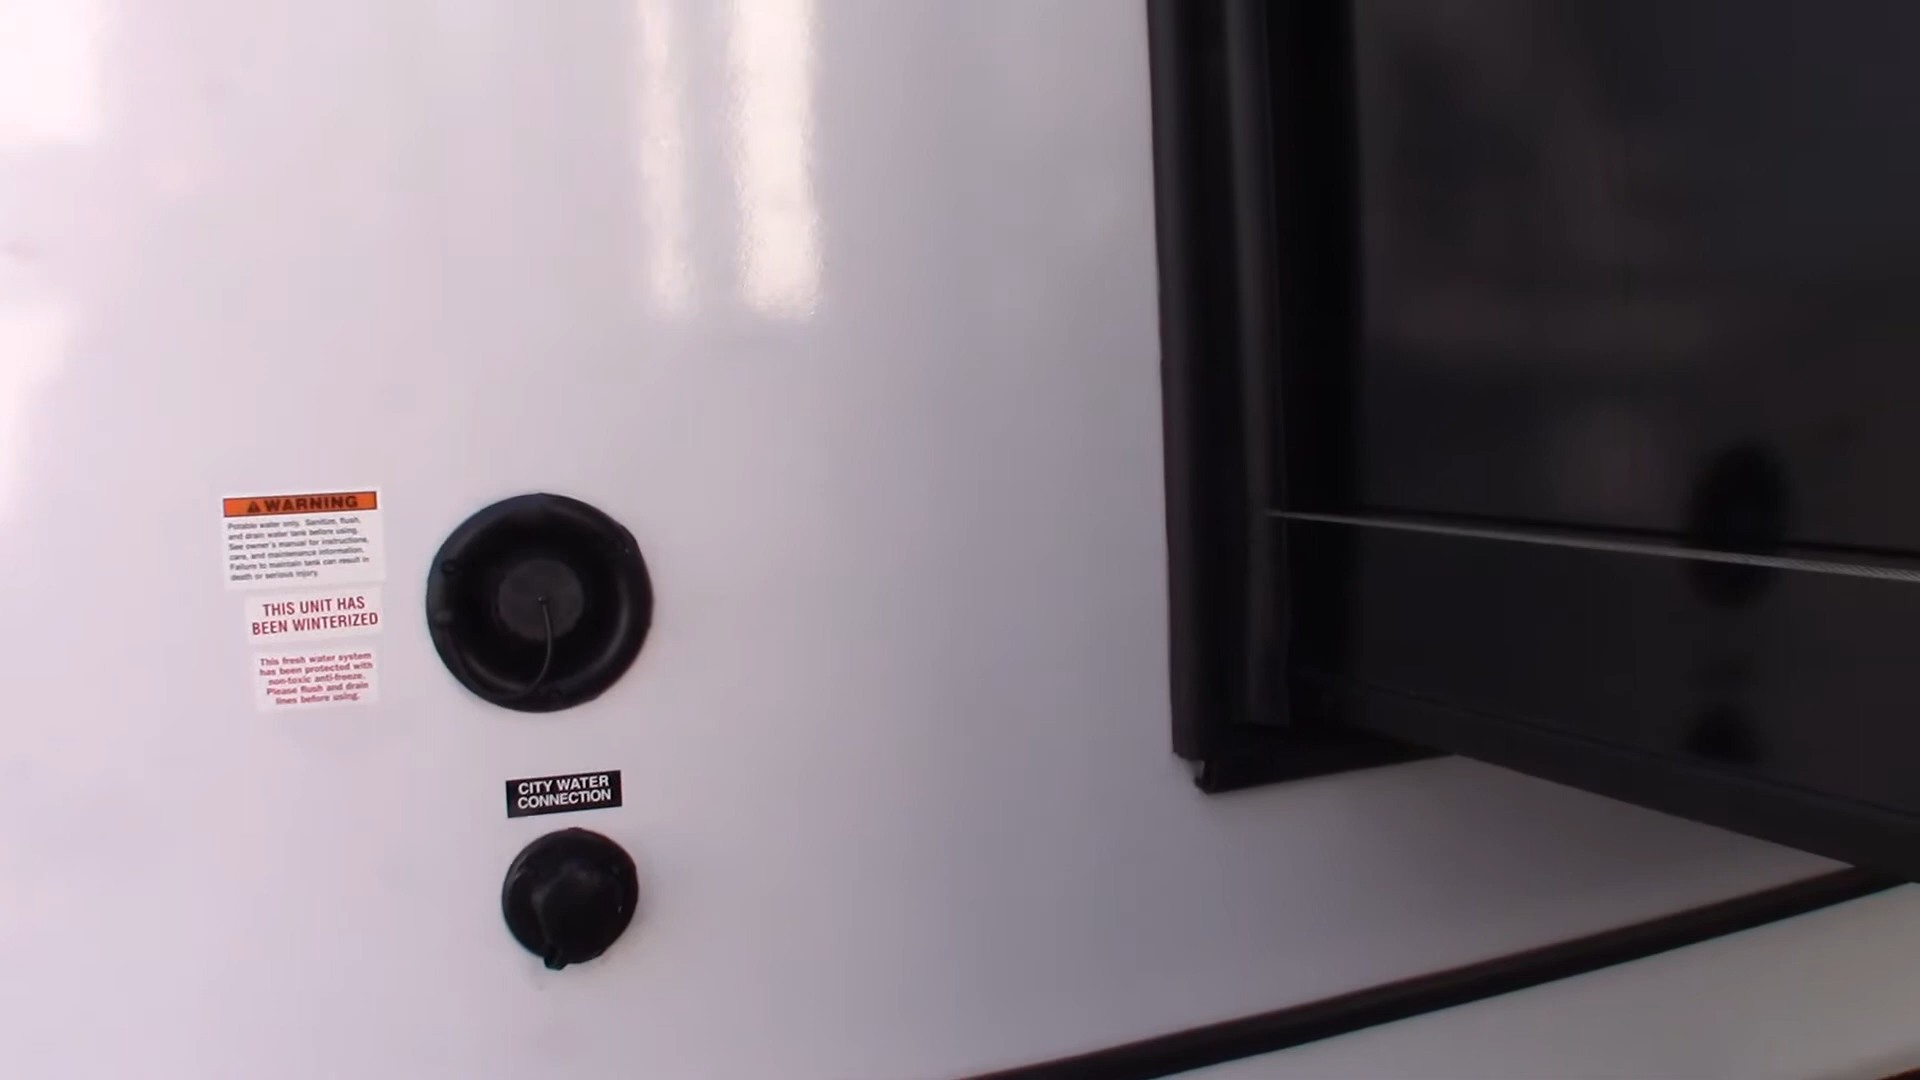 WARNING
Potable water only. Sanitize, flush,
and drain water tank before using.
See owner's manual for instructions,
care, and maintenance information.
Failure to maintain tank can result in
death or serious injury.
THIS UNIT HAS
BEEN WINTERIZED
This fresh water system
has been protected with
non-toxic anti-freeze.
Please flush and drain
lines before using.
CITY WATER
CONNECTION